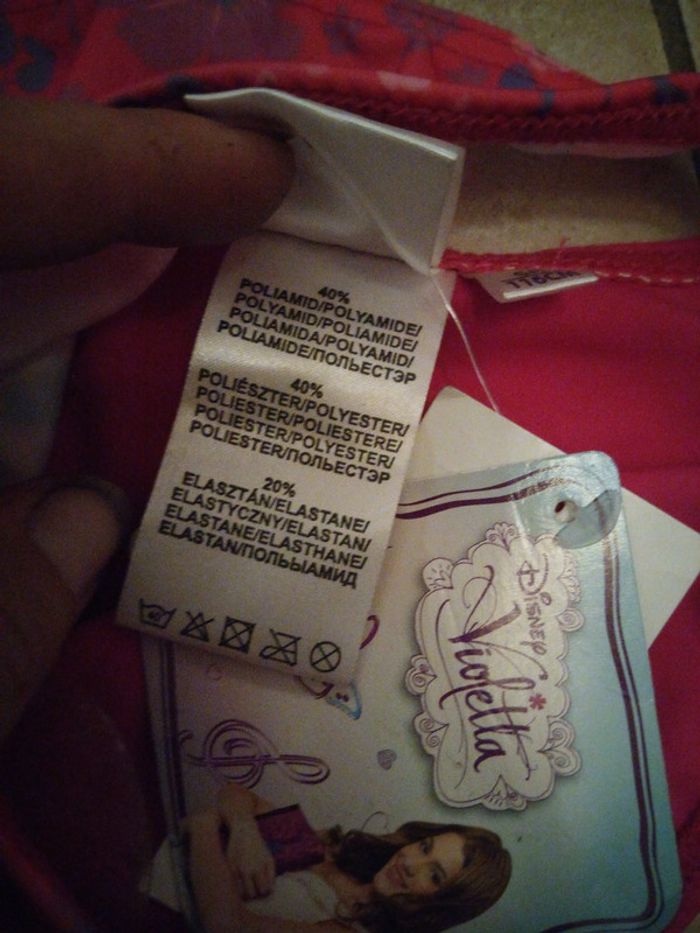 40%
POLIAMID/POLYAMIDE/
POLYAMID/POLIAMIDE/
POLIAMIDA/POLYAMID/
POLIAMIDE/ПОЛЬЕСТЭР
40%
POLIÉSZTER/POLYESTER/
POLIESTER/POLIESTERE/
POLIESTER/POLYESTER/
POLIESTER/ПОЛЬЕСТЭР
20%
ELASZTÁN/ELASTANE/
ELASTYCZNY/ELASTAN/
ELASTANE/ELASTHANE/
ELASTAN/ПОЛЬЫАМИД
Disney
Violetta